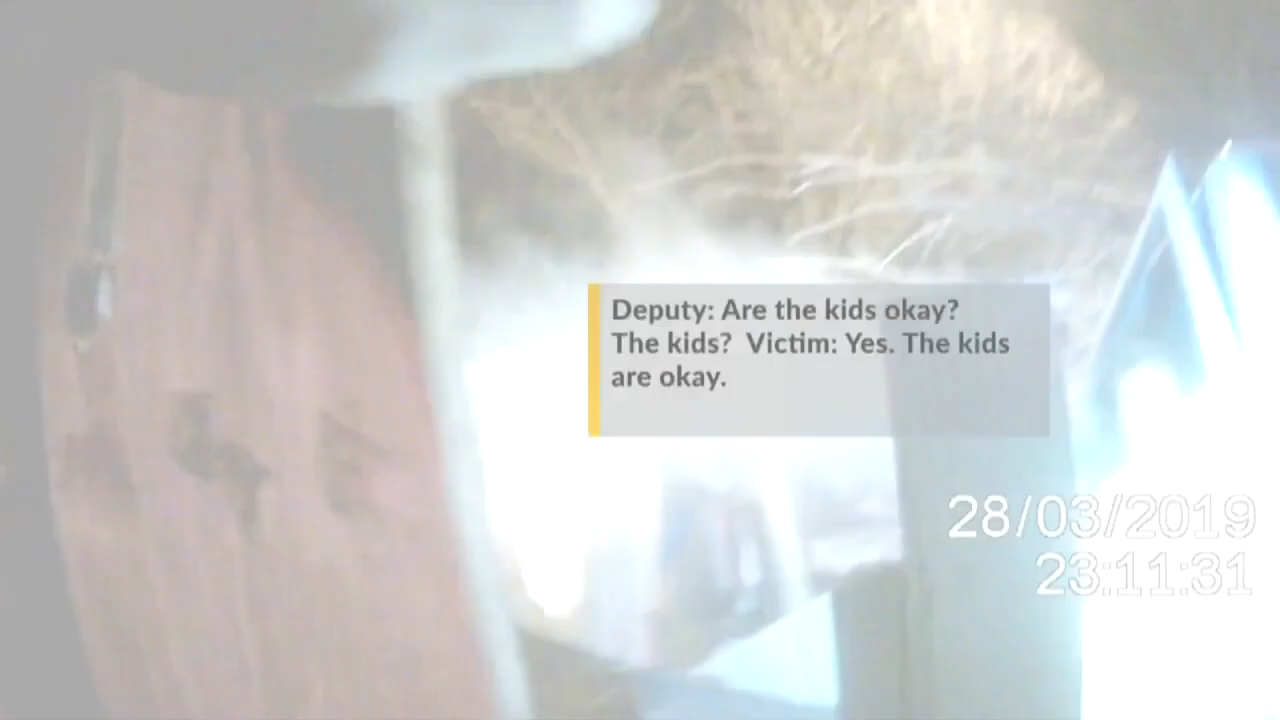 Deputy: Are the kids okay?
The kids?  Victim: Yes. The kids
are okay.
28/03/2019
23:11:31